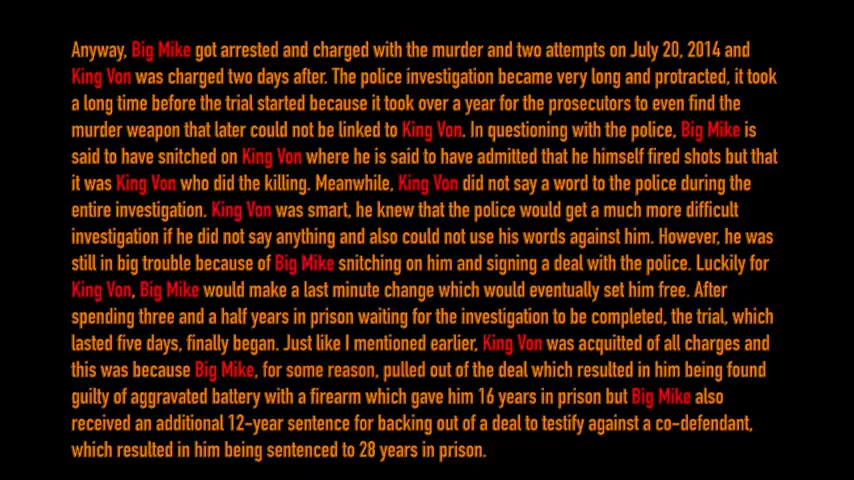 Anyway, Big Mike got arrested and charged with the murder and two attempts on July 20, 2014 and
King Von was charged two days after. The police investigation became very long and protracted, it took
a long time before the trial started because it took over a year for the prosecutors to even find the
murder weapon that later could not be linked to King Von. In questioning with the police, Big Mike is
said to have snitched on King Von where he is said to have admitted that he himself fired shots but that
it was King Von who did the killing. Meanwhile, King Von did not say a word to the police during the
entire investigation. King Von was smart, he knew that the police would get a much more difficult
investigation if he did not say anything and also could not use his words against him. However, he was
still in big trouble because of Big Mike snitching on him and signing a deal with the police. Luckily for
King Von, Big Mike would make a last minute change which would eventually set him free. After
spending three and a half years in prison waiting for the investigation to be completed, the trial, which
lasted five days, finally began. Just like I mentioned earlier, King Von was acquitted of all charges and
this was because Big Mike, for some reason, pulled out of the deal which resulted in him being found
guilty of aggravated battery with a firearm which gave him 16 years in prison but Big Mike also
received an additional 12-year sentence for backing out of a deal to testify against a co-defendant,
which resulted in him being sentenced to 28 years in prison.